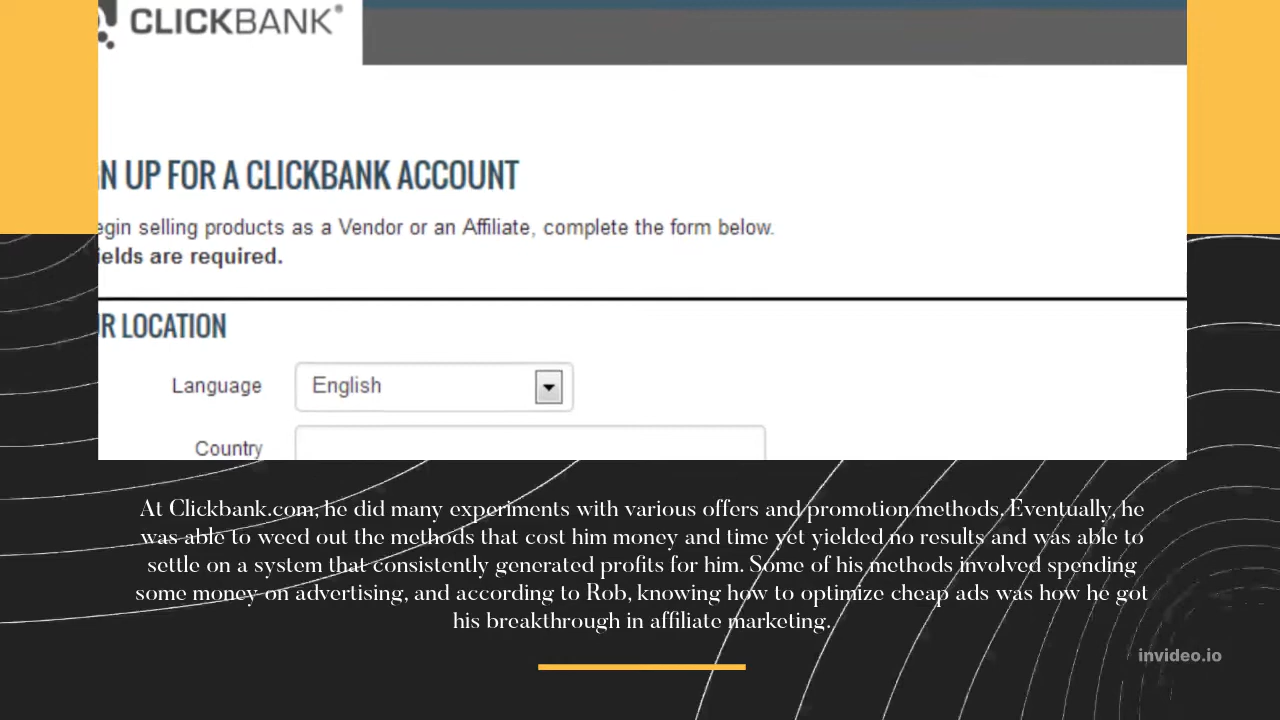 CLICKBANK®
N UP FOR A CLICKBANK ACCOUNT
egin selling products as a Vendor or an Affiliate, complete the form below.
ields are required.
R LOCATION
Language English
Country
At Clickbank.com, he did many experiments with various offers and promotion methods. Eventually, he
was able to weed out the methods that cost him money and time yet yielded no results and was able to
settle on a system that consistently generated profits for him. Some of his methods involved spending
some money on advertising, and according to Rob, knowing how to optimize cheap ads was how he got
his breakthrough in affiliate marketing.
invideo.io